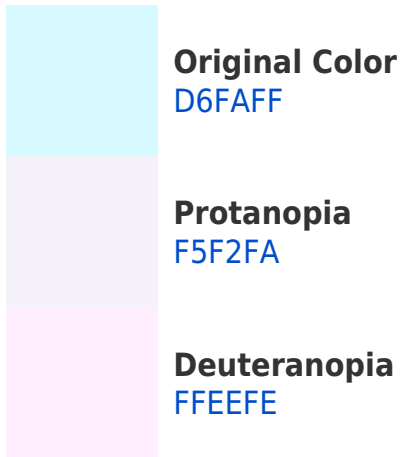 Original Color
D6FAFF
Protanopia
F5F2FA
Deuteranopia
FFEEFE